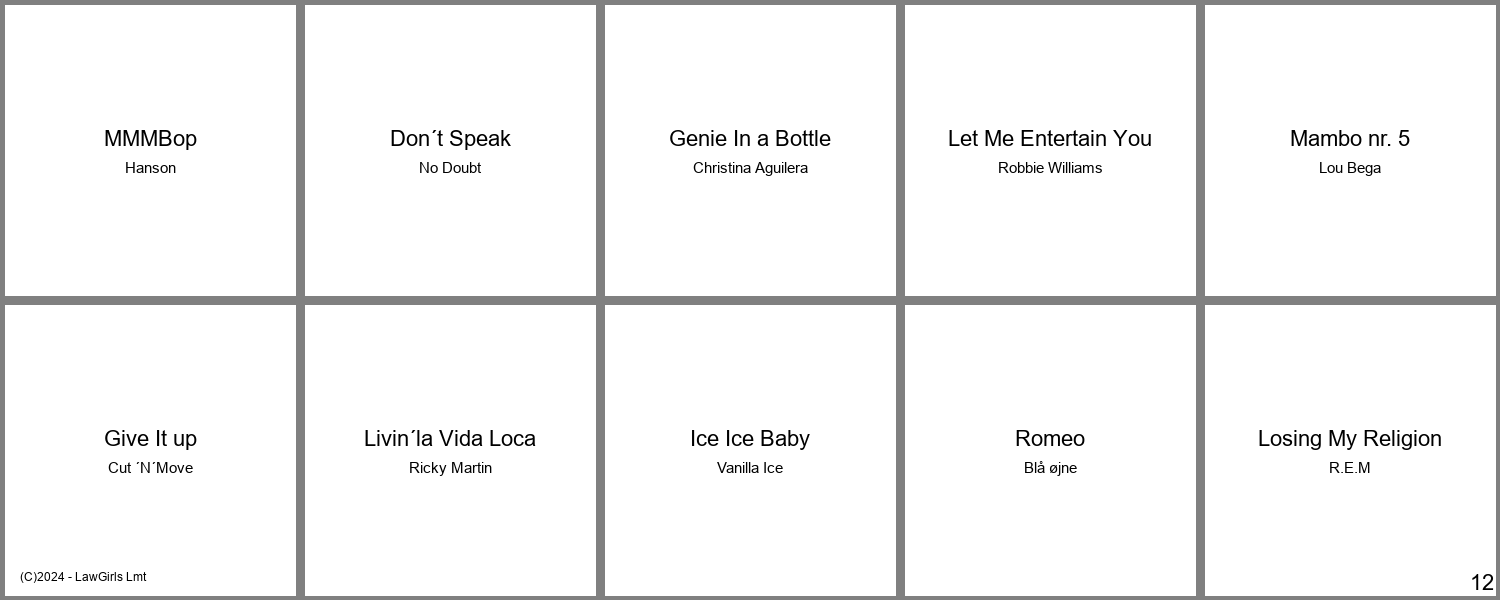 MMMBop
Hanson
Don´t Speak
No Doubt
Genie In a Bottle
Christina Aguilera
Let Me Entertain You
Robbie Williams
Mambo nr. 5
Lou Bega
Give It up
Cut ´N´Move
Livin´la Vida Loca
Ricky Martin
Ice Ice Baby
Vanilla Ice
Romeo
Blå øjne
Losing My Religion
R.E.M
(C)2024 - LawGirls Lmt
12